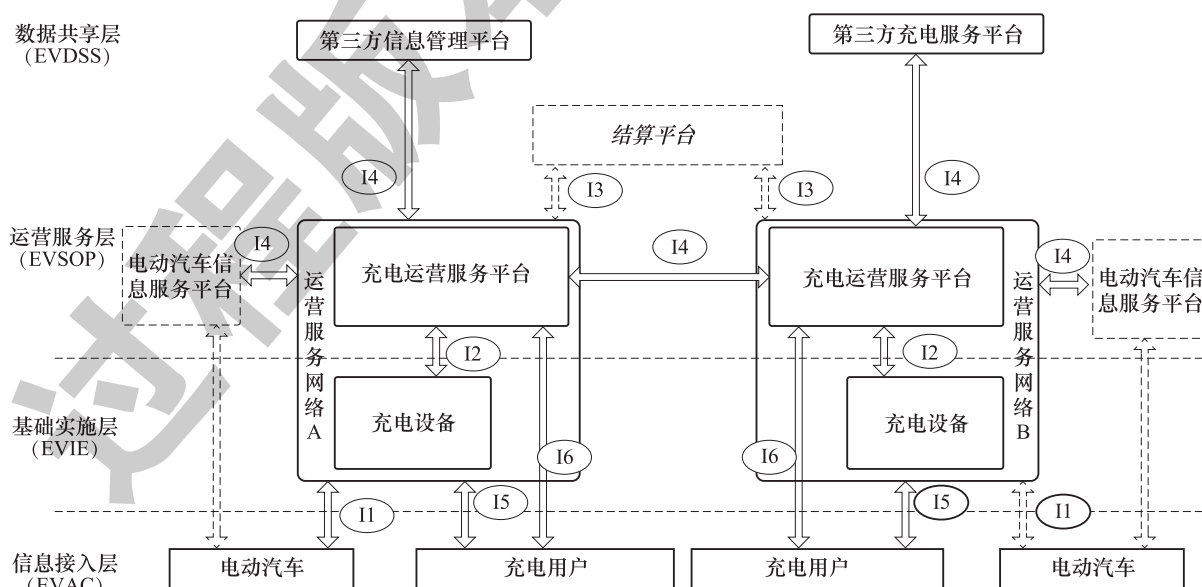 数据共享层
(EVDSS)
第三方信息管理平台
第三方充电服务平台
结算平台
I4
I3
I3
I4
运营服务层
(EVSOP)
电动汽车信
息服务平台
I4
运营服务网络A
充电运营服务平台
I4
充电运营服务平台
运营服务网络B
I4
电动汽车信
息服务平台
I2
I2
基础实施层
(EVIE)
充电设备
I6
I6
充电设备
I1
I5
I5
I1
信息接入层
(EVAC)
电动汽车
充电用户
充电用户
电动汽车
过程版